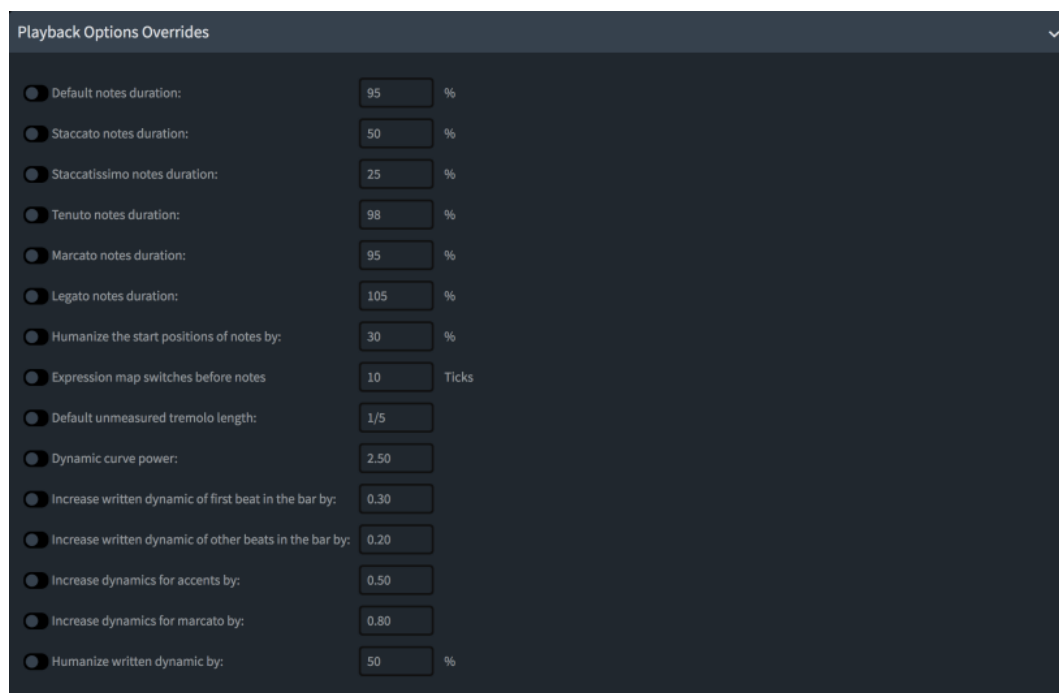 Playback Options Overrides
Default notes duration: 95 %
Staccato notes duration: 50 %
Staccatissimo notes duration: 25 %
Tenuto notes duration: 98 %
Marcato notes duration: 95 %
Legato notes duration: 105 %
Humanize the start positions of notes by: 30 %
Expression map switches before notes 10 Ticks
Default unmeasured tremolo length: 1/5
Dynamic curve power: 2.50
Increase written dynamic of first beat in the bar by: 0.30
Increase written dynamic of other beats in the bar by: 0.20
Increase dynamics for accents by: 0.50
Increase dynamics for marcato by: 0.80
Humanize written dynamic by: 50 %